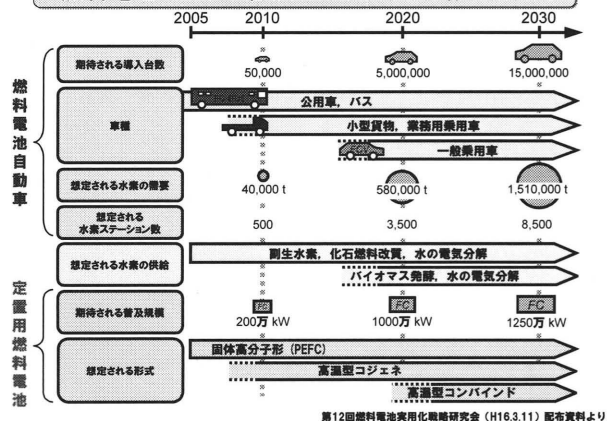 2005 2010 2020 2030
燃料電池自動車
期待される導入台数
50,000 5,000,000 15,000,000
車種
公用車，バス
小型貨物，業務用乗用車
FCV
一般乗用車
想定される水素の需要
40,000 t 580,000 t 1,510,000 t
想定される
水素ステーション数
500 3,500 8,500
想定される水素の供給
副生水素，化石燃料改質，水の電気分解
バイオマス発酵，水の電気分解
定置用燃料電池
期待される普及規模
FC FC FC
200万 kW 1000万 kW 1250万 kW
想定される形式
固体高分子形（PEFC）
高温型コジェネ
高温型コンバインド
第12回燃料電池実用化戦略研究会（H16.3.11）配布資料より